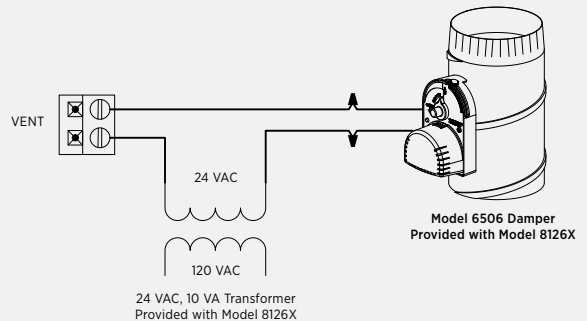 VENT
24 VAC
120 VAC
24 VAC, 10 VA Transformer
Provided with Model 8126X
Model 6506 Damper
Provided with Model 8126X